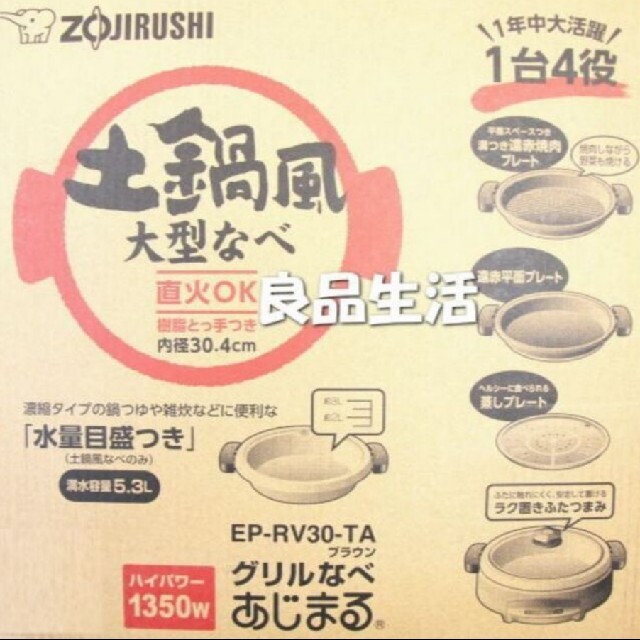 ZOJIRUSHI
1年中大活躍
1台4役
土鍋風
大型なべ
直火OK
樹脂とっ手つき
内径30.4cm
良品生活
平面スペースつき
溝つき遠赤焼肉
プレート
焼肉しながら
野菜も焼ける
遠赤平面プレート
ヘルシーに食べられる
蒸しプレート
濃縮タイプの鍋つゆや雑炊などに便利な
「水量目盛つき」
(土鍋風なべのみ)
満水容量5.3L
約3L
約2L
ふたに触れにくく、安定して置ける
ラク置きふたつまみ
EP-RV30-TA
ブラウン
ハイパワー
1350W
グリルなべ
あじまる®